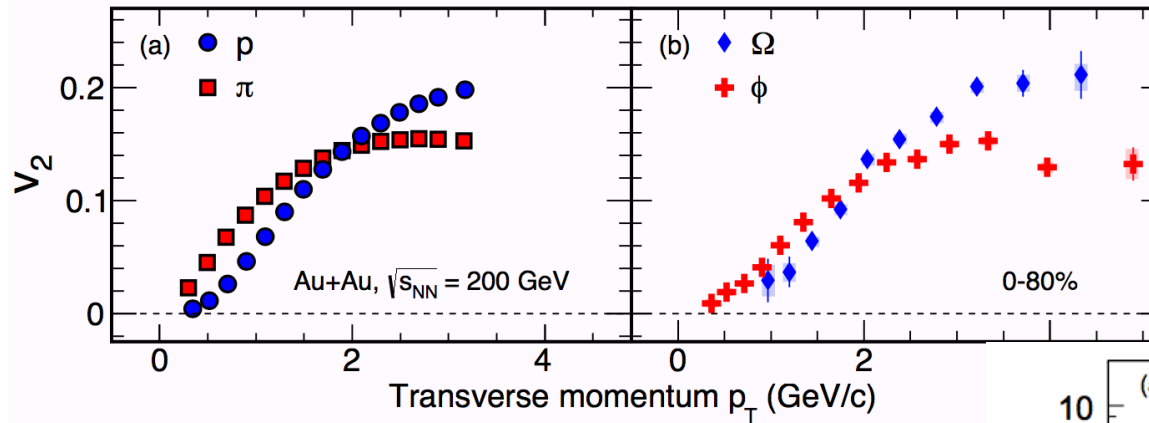 (a) p
π
(b) Ω
ϕ
0.2
0.1
0
v2
Au+Au, √sNN = 200 GeV
0-80%
0 2 4
0 2
Transverse momentum pT (GeV/c)
(a
10